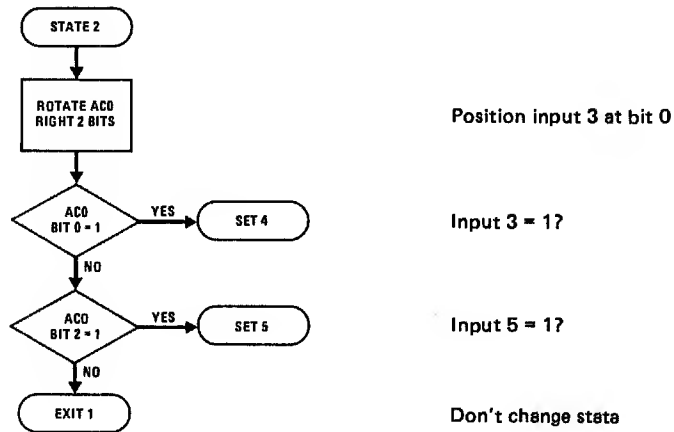 STATE 2
ROTATE AC0
RIGHT 2 BITS
Position input 3 at bit 0
AC0
BIT 0 = 1
YES
SET 4
Input 3 = 1?
NO
AC0
BIT 2 = 1
YES
SET 5
Input 5 = 1?
NO
EXIT 1
Don't change stata